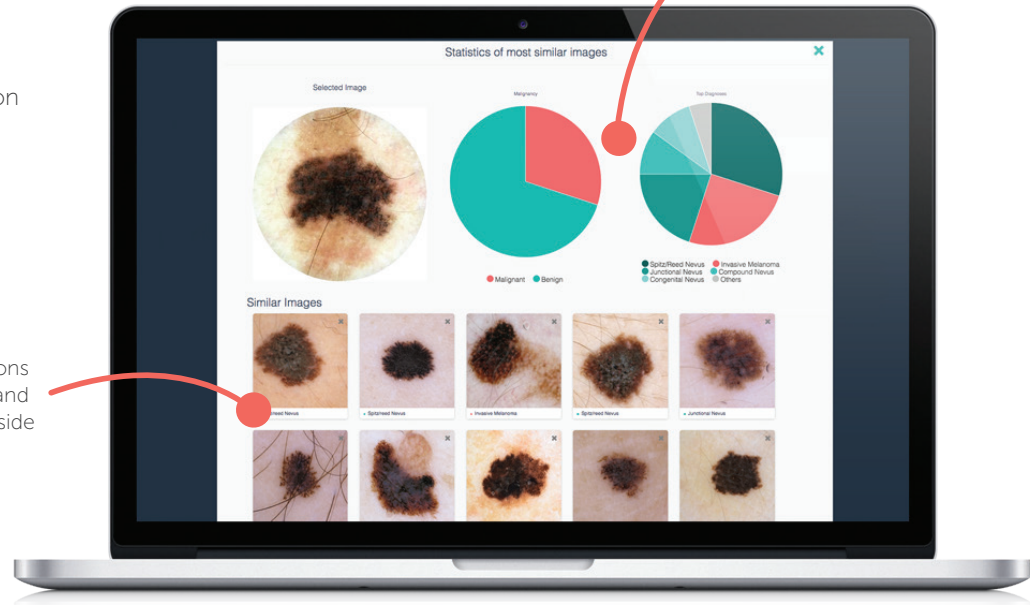 on
ons
and
side
Statistics of most similar images
Selected Image
Malignancy
Top Diagnoses
Malignant Benign
Spitz/Reed Nevus Invasive Melanoma
Junctional Nevus Compound Nevus
Congenital Nevus Others
Similar Images
reed Nevus
Spitz/reed Nevus
Invasive Melanoma
Spitz/reed Nevus
Junctional Nevus